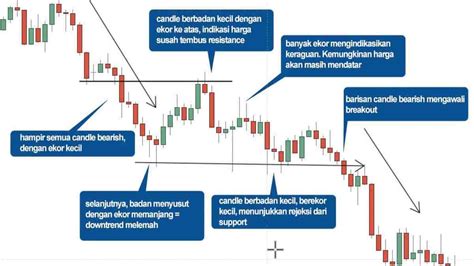 candle berbadan kecil dengan
ekor ke atas, indikasi harga
susah tembus resistance
banyak ekor mengindikasikan
keraguan. Kemungkinan harga
akan masih mendatar
barisan candle bearish mengawali
breakout
hampir semua candle bearish,
dengan ekor kecil
selanjutnya, badan menyusut
dengan ekor memanjang =
downtrend melemah
candle berbadan kecil, berekor
kecil, menunjukkan rejeksi dari
support